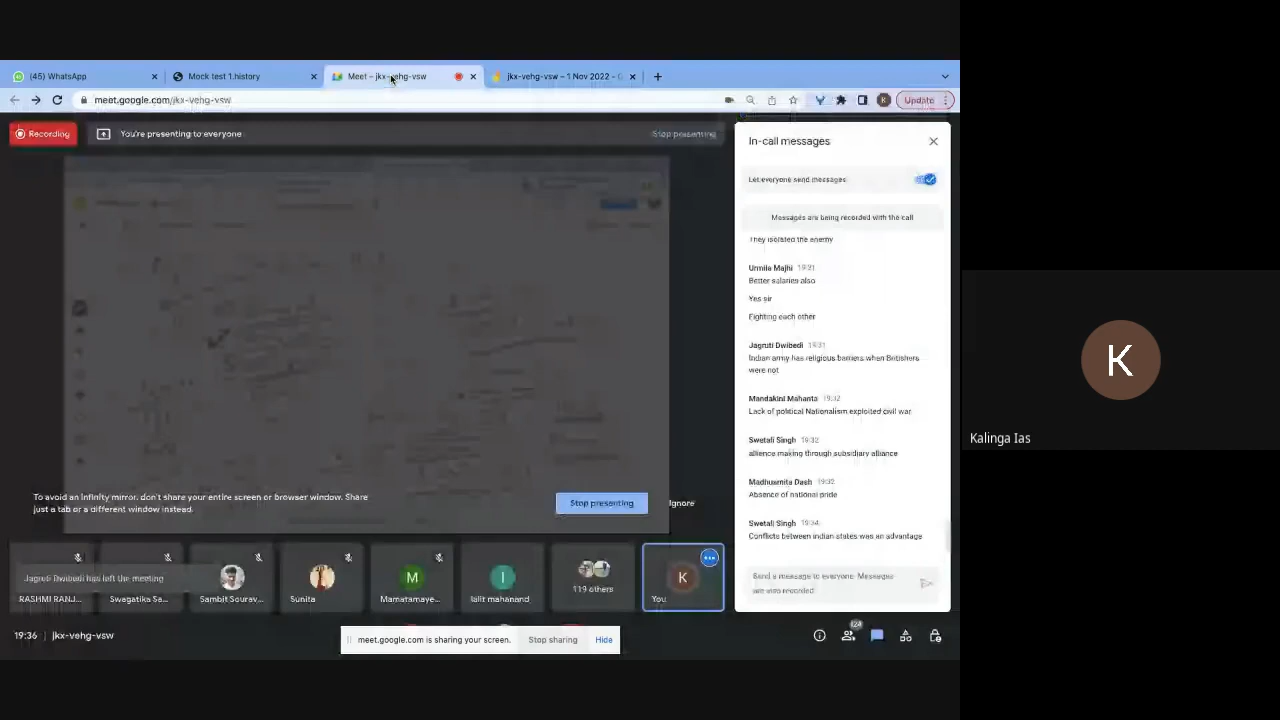 (45) WhatsApp
Mock test 1.history
Meet – jkx-vehg-vsw
jkx-vehg-vsw – 1 Nov 2022 -
meet.google.com/jkx-vehg-vsw
Update
Recording
You're presenting to everyone
Stop presenting
In-call messages
Let everyone send messages
Messages are being recorded with the call
They isolated the enemy
Urmila Majhi 19:31
Better salaries also
Yes sir
Fighting each other
Jagruti Dwibedi 19:31
Indian army has religious barriers when Britishers
were not
Mandakini Mahanta 19:32
Lack of political Nationalism exploited civil war
Swetali Singh 19:32
allience making through subsidiary alliance
Madhusmita Dash 19:32
Absence of national pride
Swetali Singh 19:34
Conflicts between indian states was an advantage
Send a message to everyone. Messages
are also recorded
To avoid an infinity mirror, don't share your entire screen or browser window. Share
just a tab or a different window instead.
Stop presenting
Ignore
Jagruti Dwibedi has left the meeting
RASHMI RANJ...
Sambit Sourav...
Sunita
M
Mamatamaye...
I
lalit mahanand
119 others
K
You
19:36 | jkx-vehg-vsw
meet.google.com is sharing your screen.
Stop sharing
Hide
124
K
Kalinga Ias